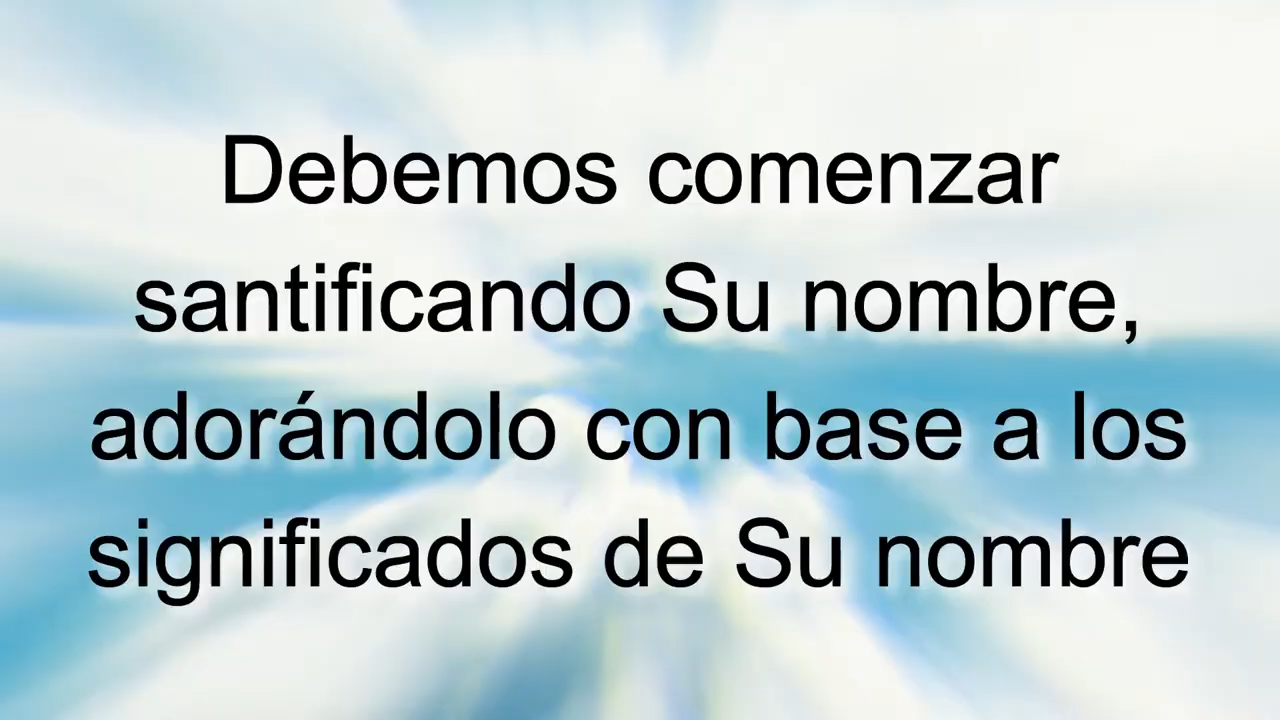 Debemos comenzar
santificando Su nombre,
adorándolo con base a los
significados de Su nombre